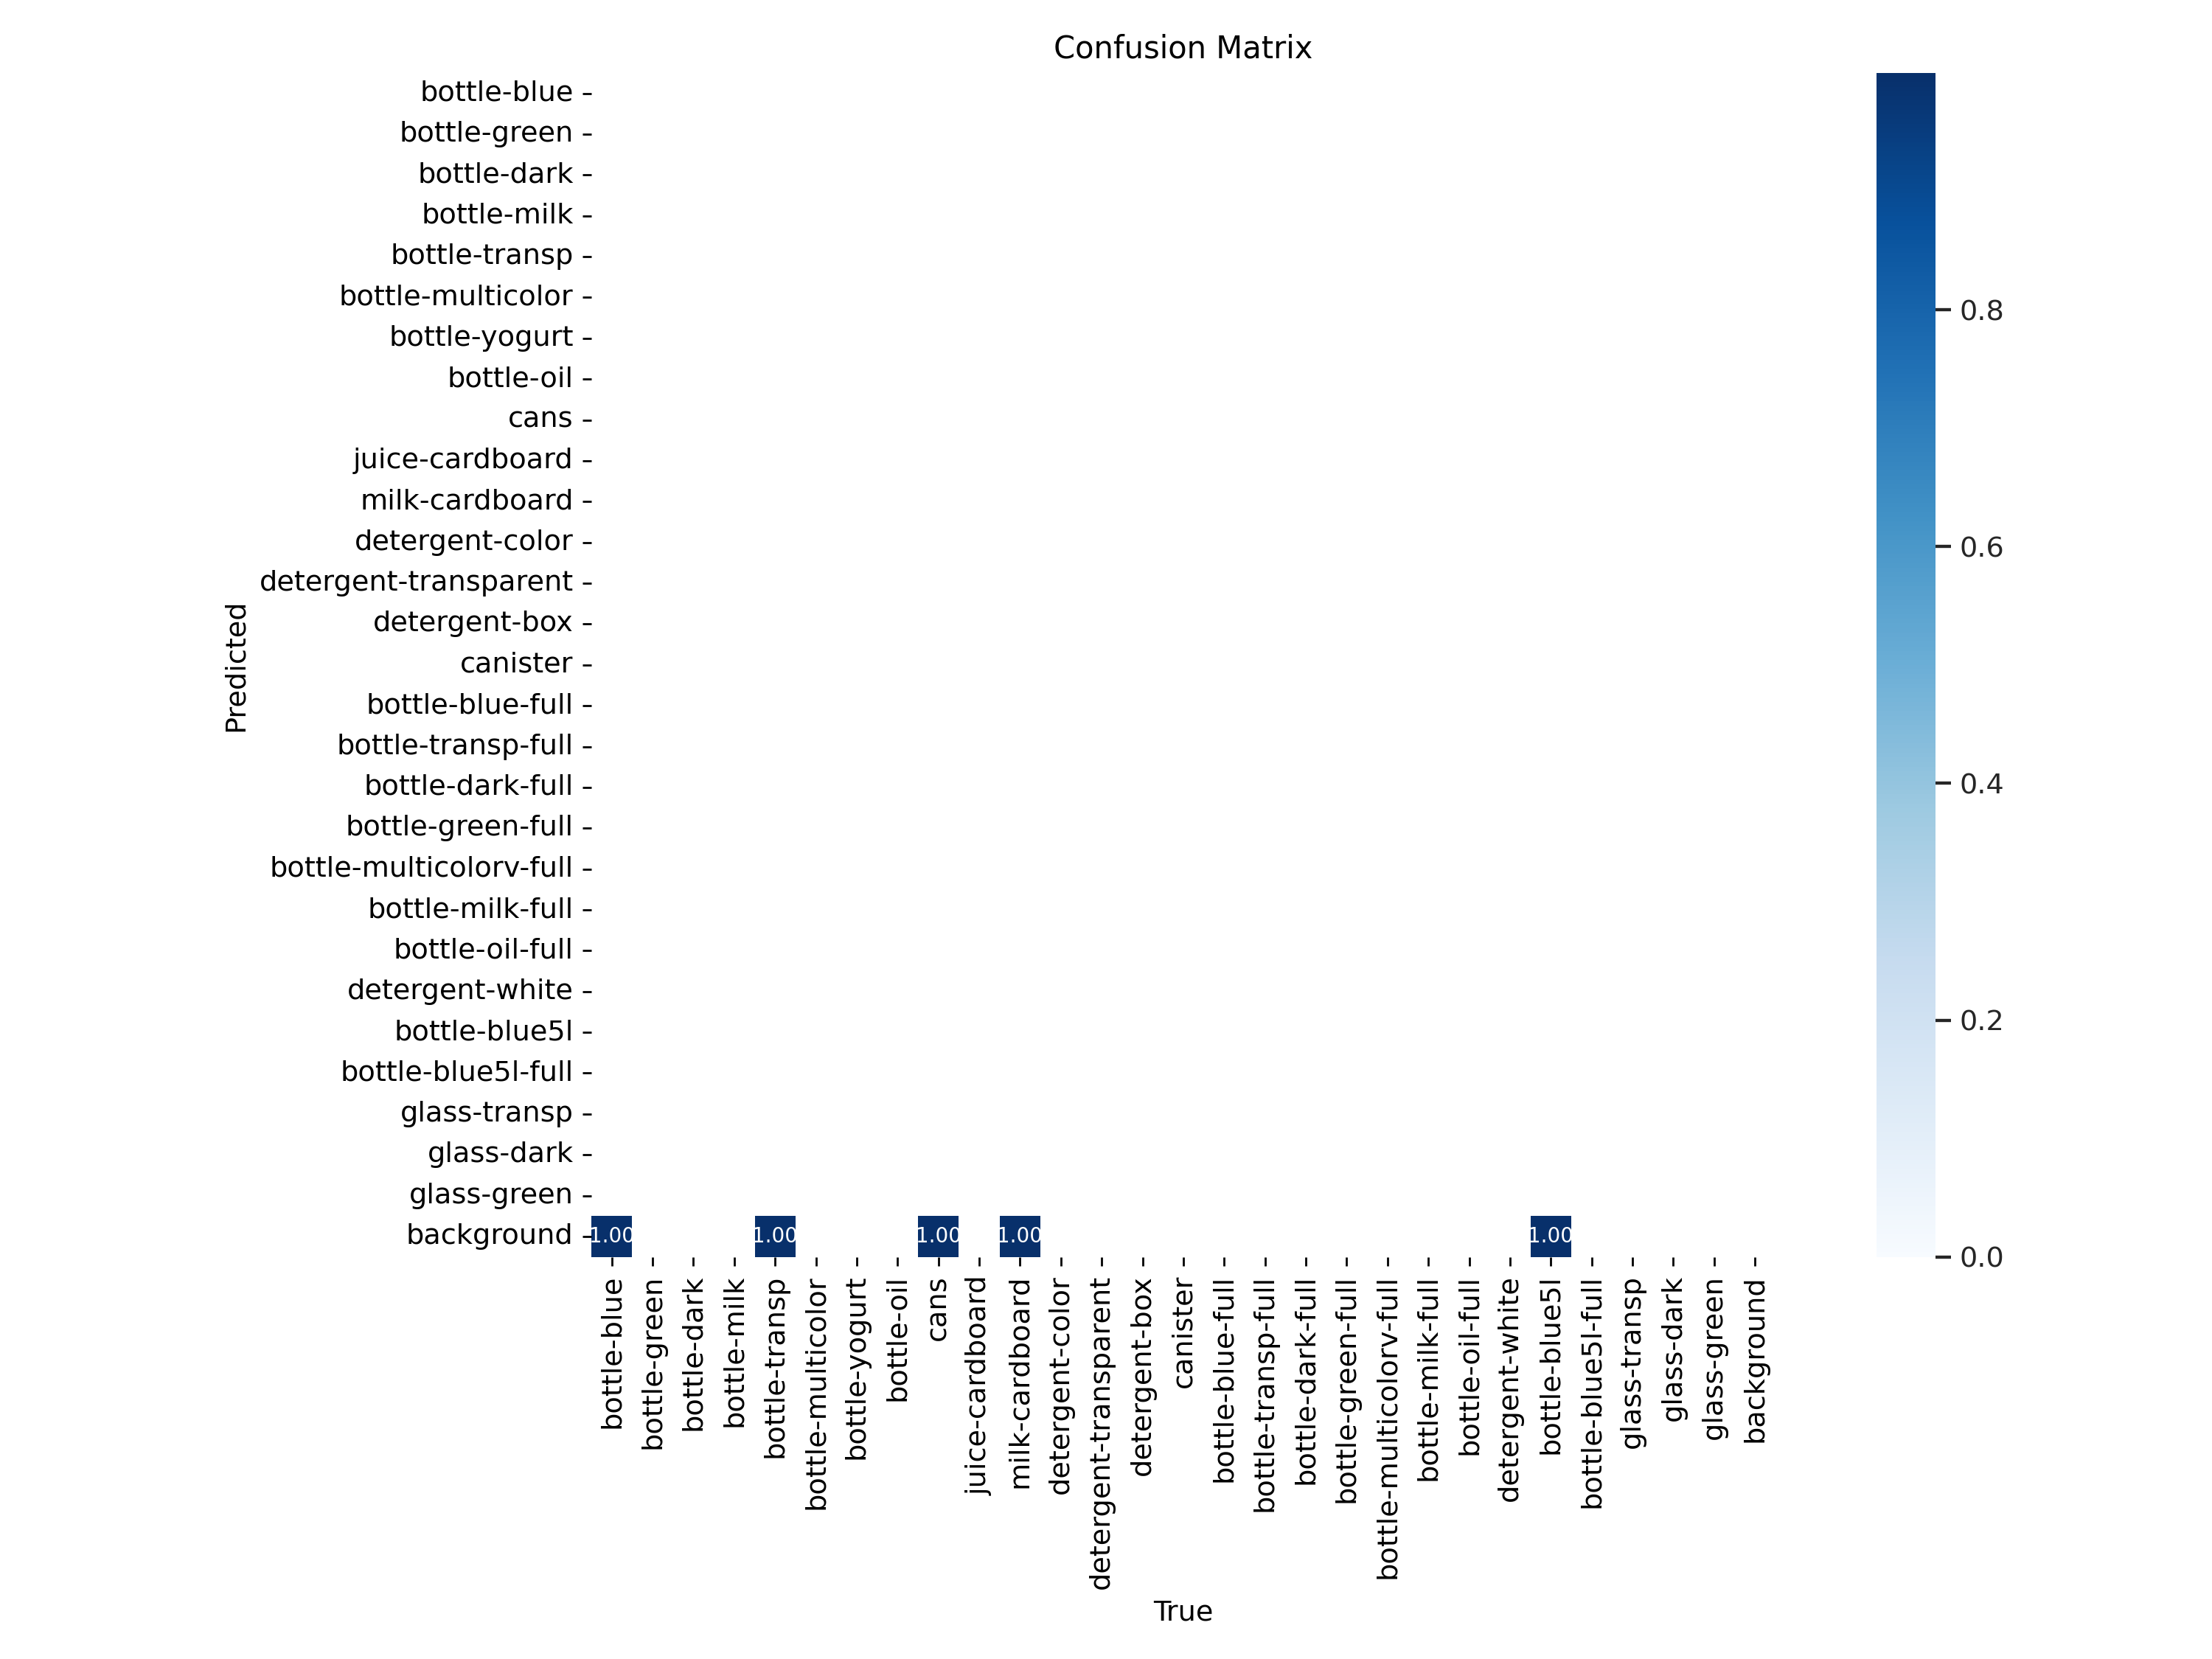 Confusion Matrix
bottle-blue
bottle-green
bottle-dark
bottle-milk
bottle-transp
bottle-multicolor
bottle-yogurt
bottle-oil
cans
juice-cardboard
milk-cardboard
detergent-color
detergent-transparent
detergent-box
canister
bottle-blue-full
bottle-transp-full
bottle-dark-full
bottle-green-full
bottle-multicolorv-full
bottle-milk-full
bottle-oil-full
detergent-white
bottle-blue5l
bottle-blue5l-full
glass-transp
glass-dark
glass-green
background
Predicted
1.00 1.00 1.00 1.00 1.00
bottle-blue
bottle-green
bottle-dark
bottle-milk
bottle-transp
bottle-multicolor
bottle-yogurt
bottle-oil
cans
juice-cardboard
milk-cardboard
detergent-color
detergent-transparent
detergent-box
canister
bottle-blue-full
bottle-transp-full
bottle-dark-full
bottle-green-full
bottle-multicolorv-full
bottle-milk-full
bottle-oil-full
detergent-white
bottle-blue5l
bottle-blue5l-full
glass-transp
glass-dark
glass-green
background
True
0.8
0.6
0.4
0.2
0.0